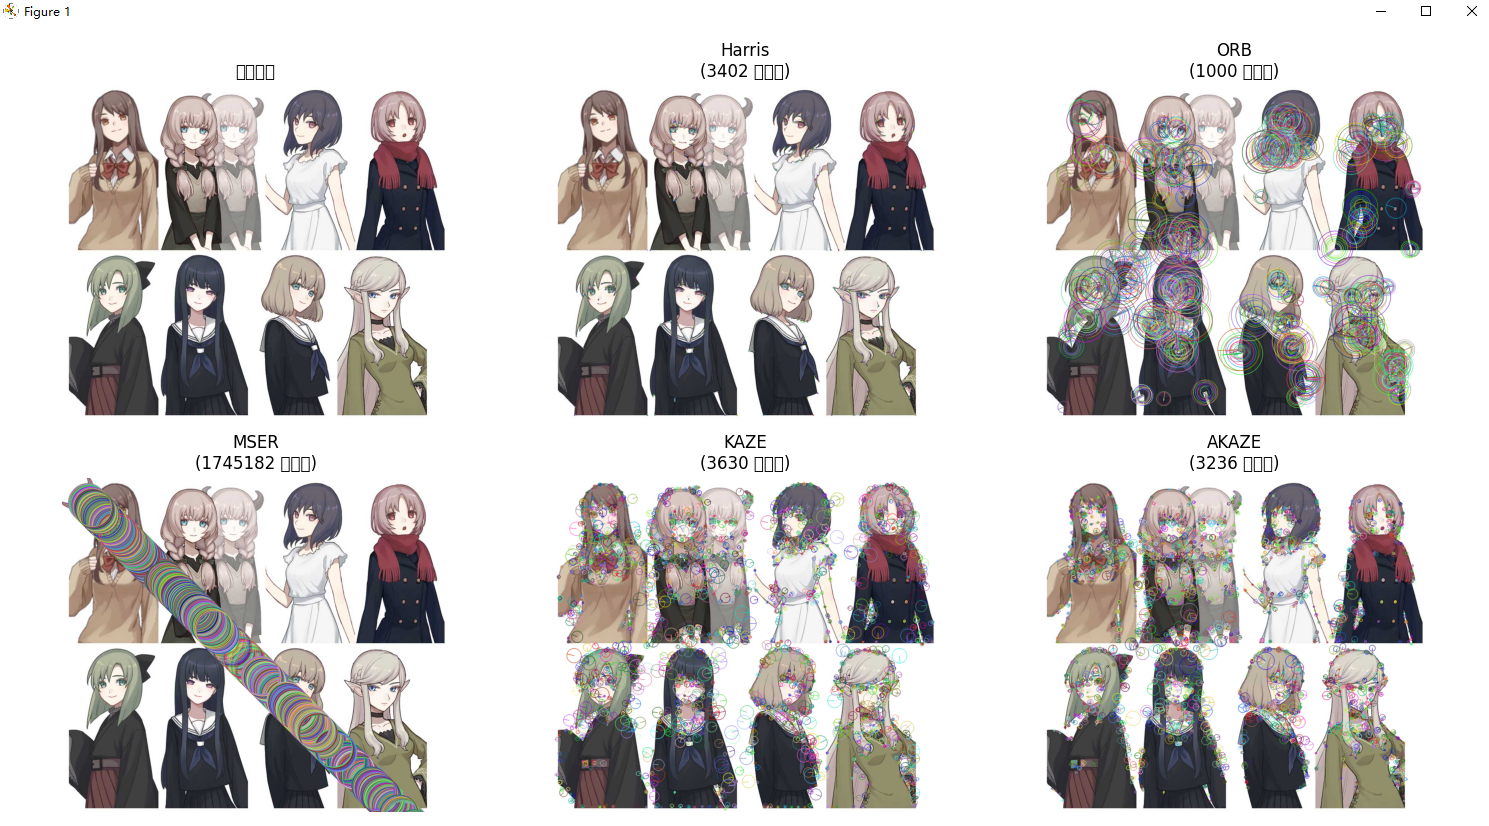 Figure 1
Harris
(3402 )
ORB
(1000 )
MSER
(1745182 )
KAZE
(3630 )
AKAZE
(3236 )